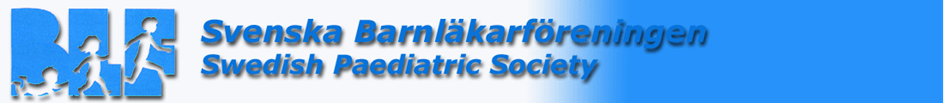 BLF
Svenska Barnläkarföreningen
Swedish Paediatric Society